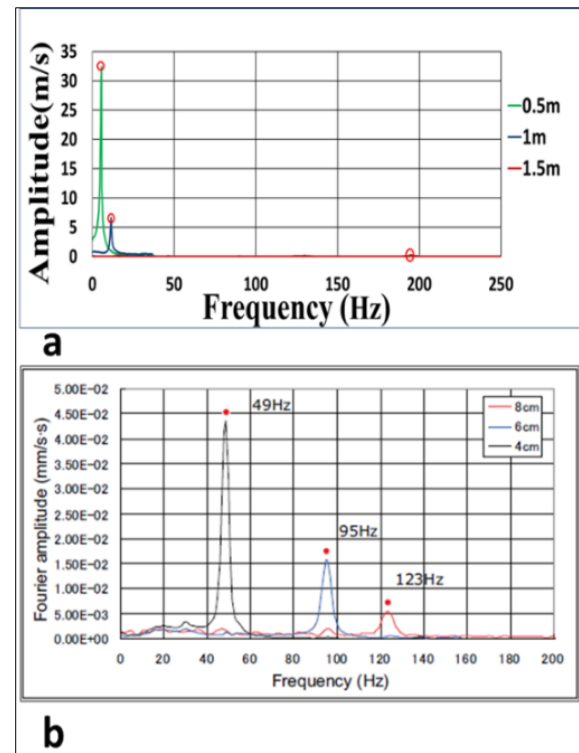 Amplitude(m/s)
35
30
25
20
15
10
5
0
0 50 100 150 200 250
Frequency (Hz)
0.5m
1m
1.5m
a
Fourier amplitude (mm/s·s)
5.00E-02
4.50E-02
4.00E-02
3.50E-02
3.00E-02
2.50E-02
2.00E-02
1.50E-02
1.00E-02
5.00E-03
0.00E+00
49Hz
95Hz
123Hz
8cm
6cm
4cm
0 20 40 60 80 100 120 140 160 180 200
Frequency (Hz)
b